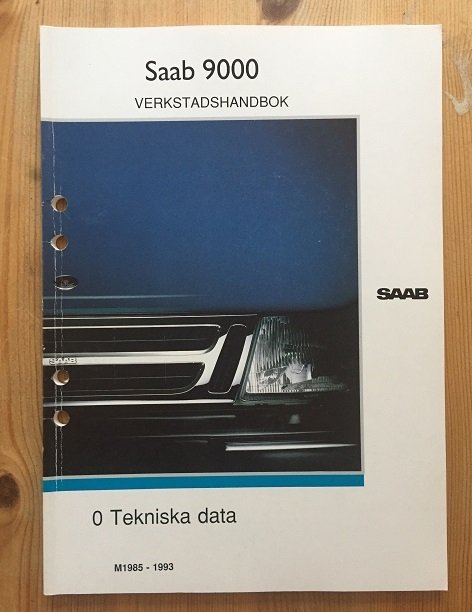 Saab 9000
VERKSTADSHANDBOK
SAAB
SAAB
0 Tekniska data
M1985 - 1993